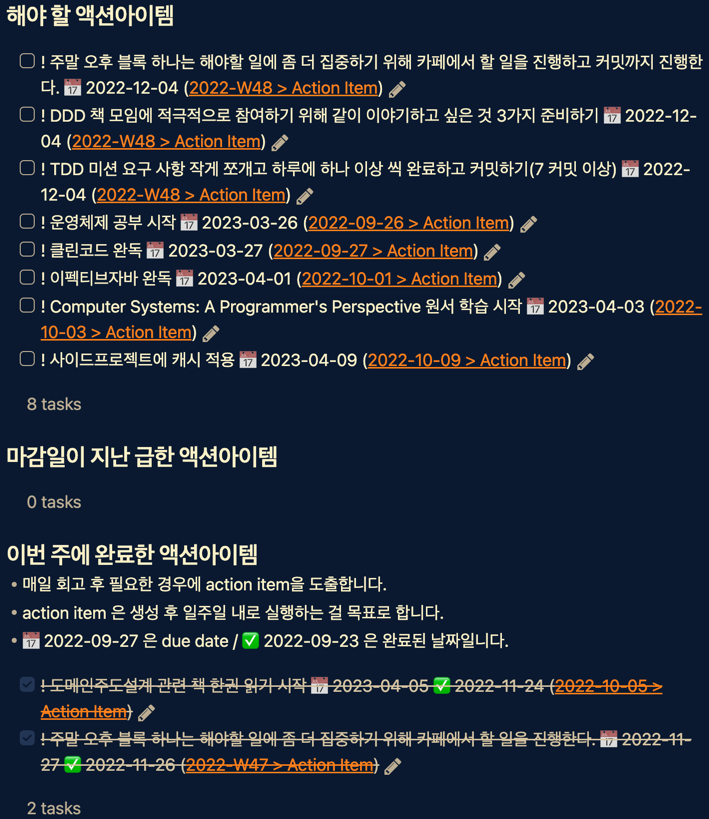 해야 할 액션아이템
! 주말 오후 블록 하나는 해야할 일에 좀 더 집중하기 위해 카페에서 할 일을 진행하고 커밋까지 진행한
다. 📅 2022-12-04 (2022-W48 > Action Item)
! DDD 책 모임에 적극적으로 참여하기 위해 같이 이야기하고 싶은 것 3가지 준비하기 📅 2022-12-
04 (2022-W48 > Action Item)
! TDD 미션 요구 사항 작게 쪼개고 하루에 하나 이상 씩 완료하고 커밋하기(7 커밋 이상) 📅 2022-
12-04 (2022-W48 > Action Item)
! 운영체제 공부 시작 📅 2023-03-26 (2022-09-26 > Action Item)
! 클린코드 완독 📅 2023-03-27 (2022-09-27 > Action Item)
! 이펙티브자바 완독 📅 2023-04-01 (2022-10-01 > Action Item)
! Computer Systems: A Programmer's Perspective 원서 학습 시작 📅 2023-04-03 (2022-
10-03 > Action Item)
! 사이드프로젝트에 캐시 적용 📅 2023-04-09 (2022-10-09 > Action Item)
8 tasks
마감일이 지난 급한 액션아이템
0 tasks
이번 주에 완료한 액션아이템
• 매일 회고 후 필요한 경우에 action item을 도출합니다.
• action item 은 생성 후 일주일 내로 실행하는 걸 목표로 합니다.
• 📅 2022-09-27 은 due date / ✅ 2022-09-23 은 완료된 날짜일니다.
! 도메인주도설계 관련 책 한권 읽기 시작 📅 2023-04-05 ✅ 2022-11-24 (2022-10-05 >
Action Item)
! 주말 오후 블록 하나는 해야할 일에 좀 더 집중하기 위해 카페에서 할 일을 진행한다. 📅 2022-11-
27 ✅ 2022-11-26 (2022-W47 > Action Item)
2 tasks